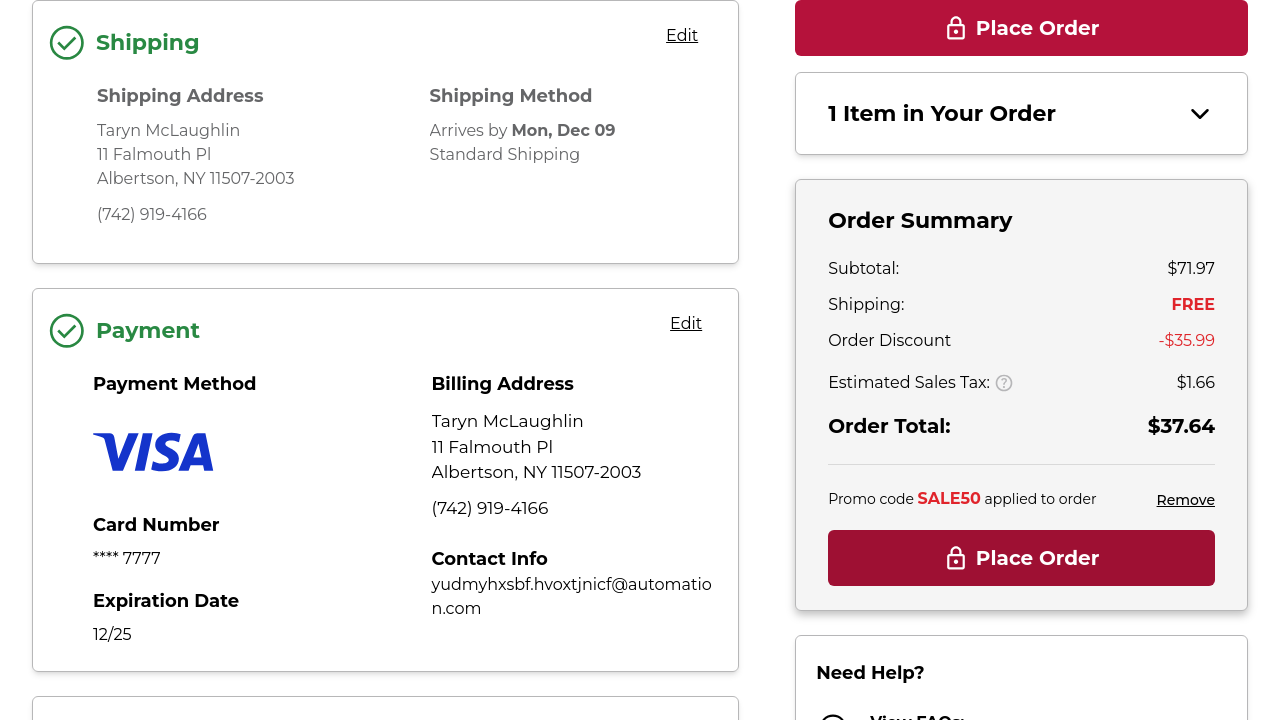 Shipping
Edit
Shipping Address
Taryn McLaughlin
11 Falmouth Pl
Albertson, NY 11507-2003
(742) 919-4166
Shipping Method
Arrives by Mon, Dec 09
Standard Shipping
Payment
Edit
Payment Method
VISA
Card Number
**** 7777
Expiration Date
12/25
Billing Address
Taryn McLaughlin
11 Falmouth Pl
Albertson, NY 11507-2003
(742) 919-4166
Contact Info
yudmyhxsbf.hvoxtjnicf@automatio
n.com
Place Order
1 Item in Your Order
Order Summary
Subtotal: $71.97
Shipping: FREE
Order Discount -$35.99
Estimated Sales Tax: ? $1.66
Order Total: $37.64
Promo code SALE50 applied to order Remove
Place Order
Need Help?
View FAQs: